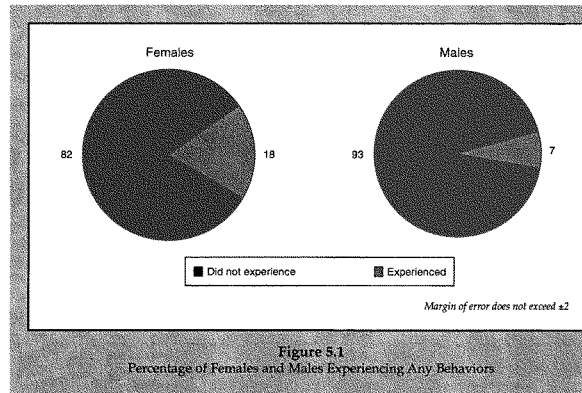 Females
Males
82
18
93
7
Did not experience
Experienced
Margin of error does not exceed ±2
Figure 5.1
Percentage of Females and Males Experiencing Any Behaviors